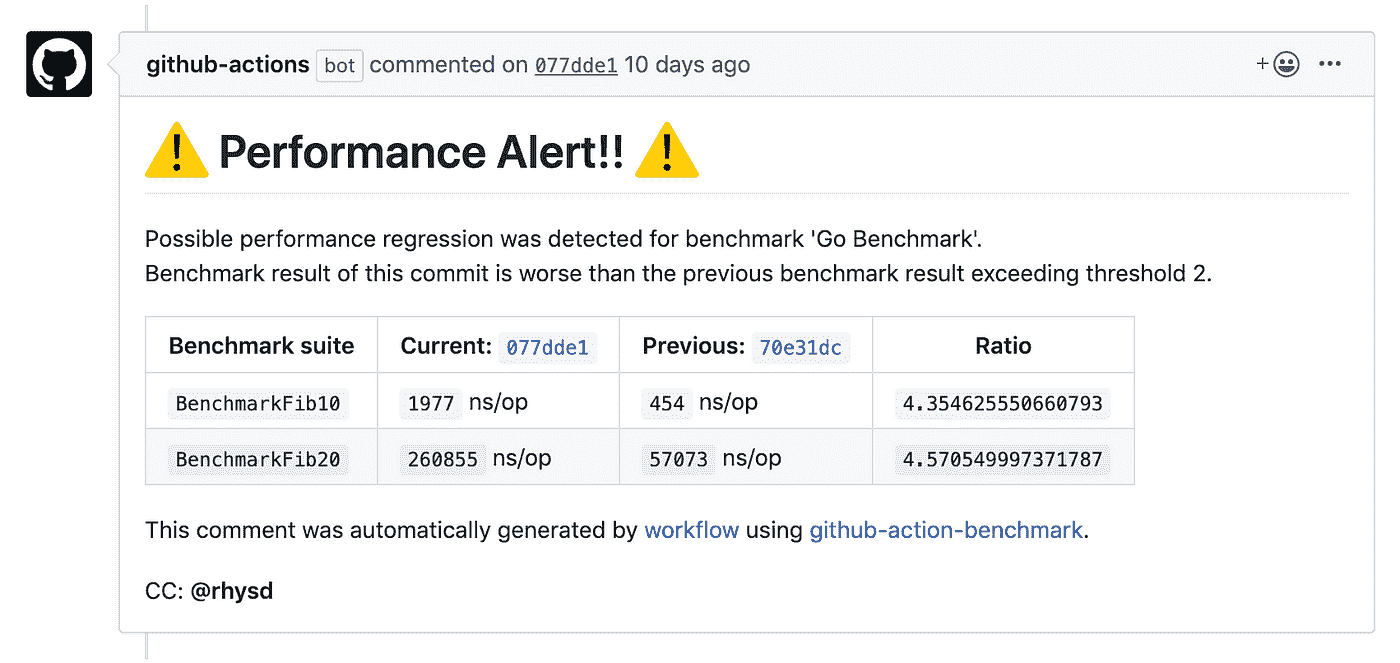 github-actions bot commented on 077dde1 10 days ago
⚠ Performance Alert!! ⚠
Possible performance regression was detected for benchmark 'Go Benchmark'.
Benchmark result of this commit is worse than the previous benchmark result exceeding threshold 2.
Benchmark suite Current: 077dde1 Previous: 70e31dc Ratio
BenchmarkFib10 1977 ns/op 454 ns/op 4.354625550660793
BenchmarkFib20 260855 ns/op 57073 ns/op 4.570549997371787
This comment was automatically generated by workflow using github-action-benchmark.
CC: @rhysd